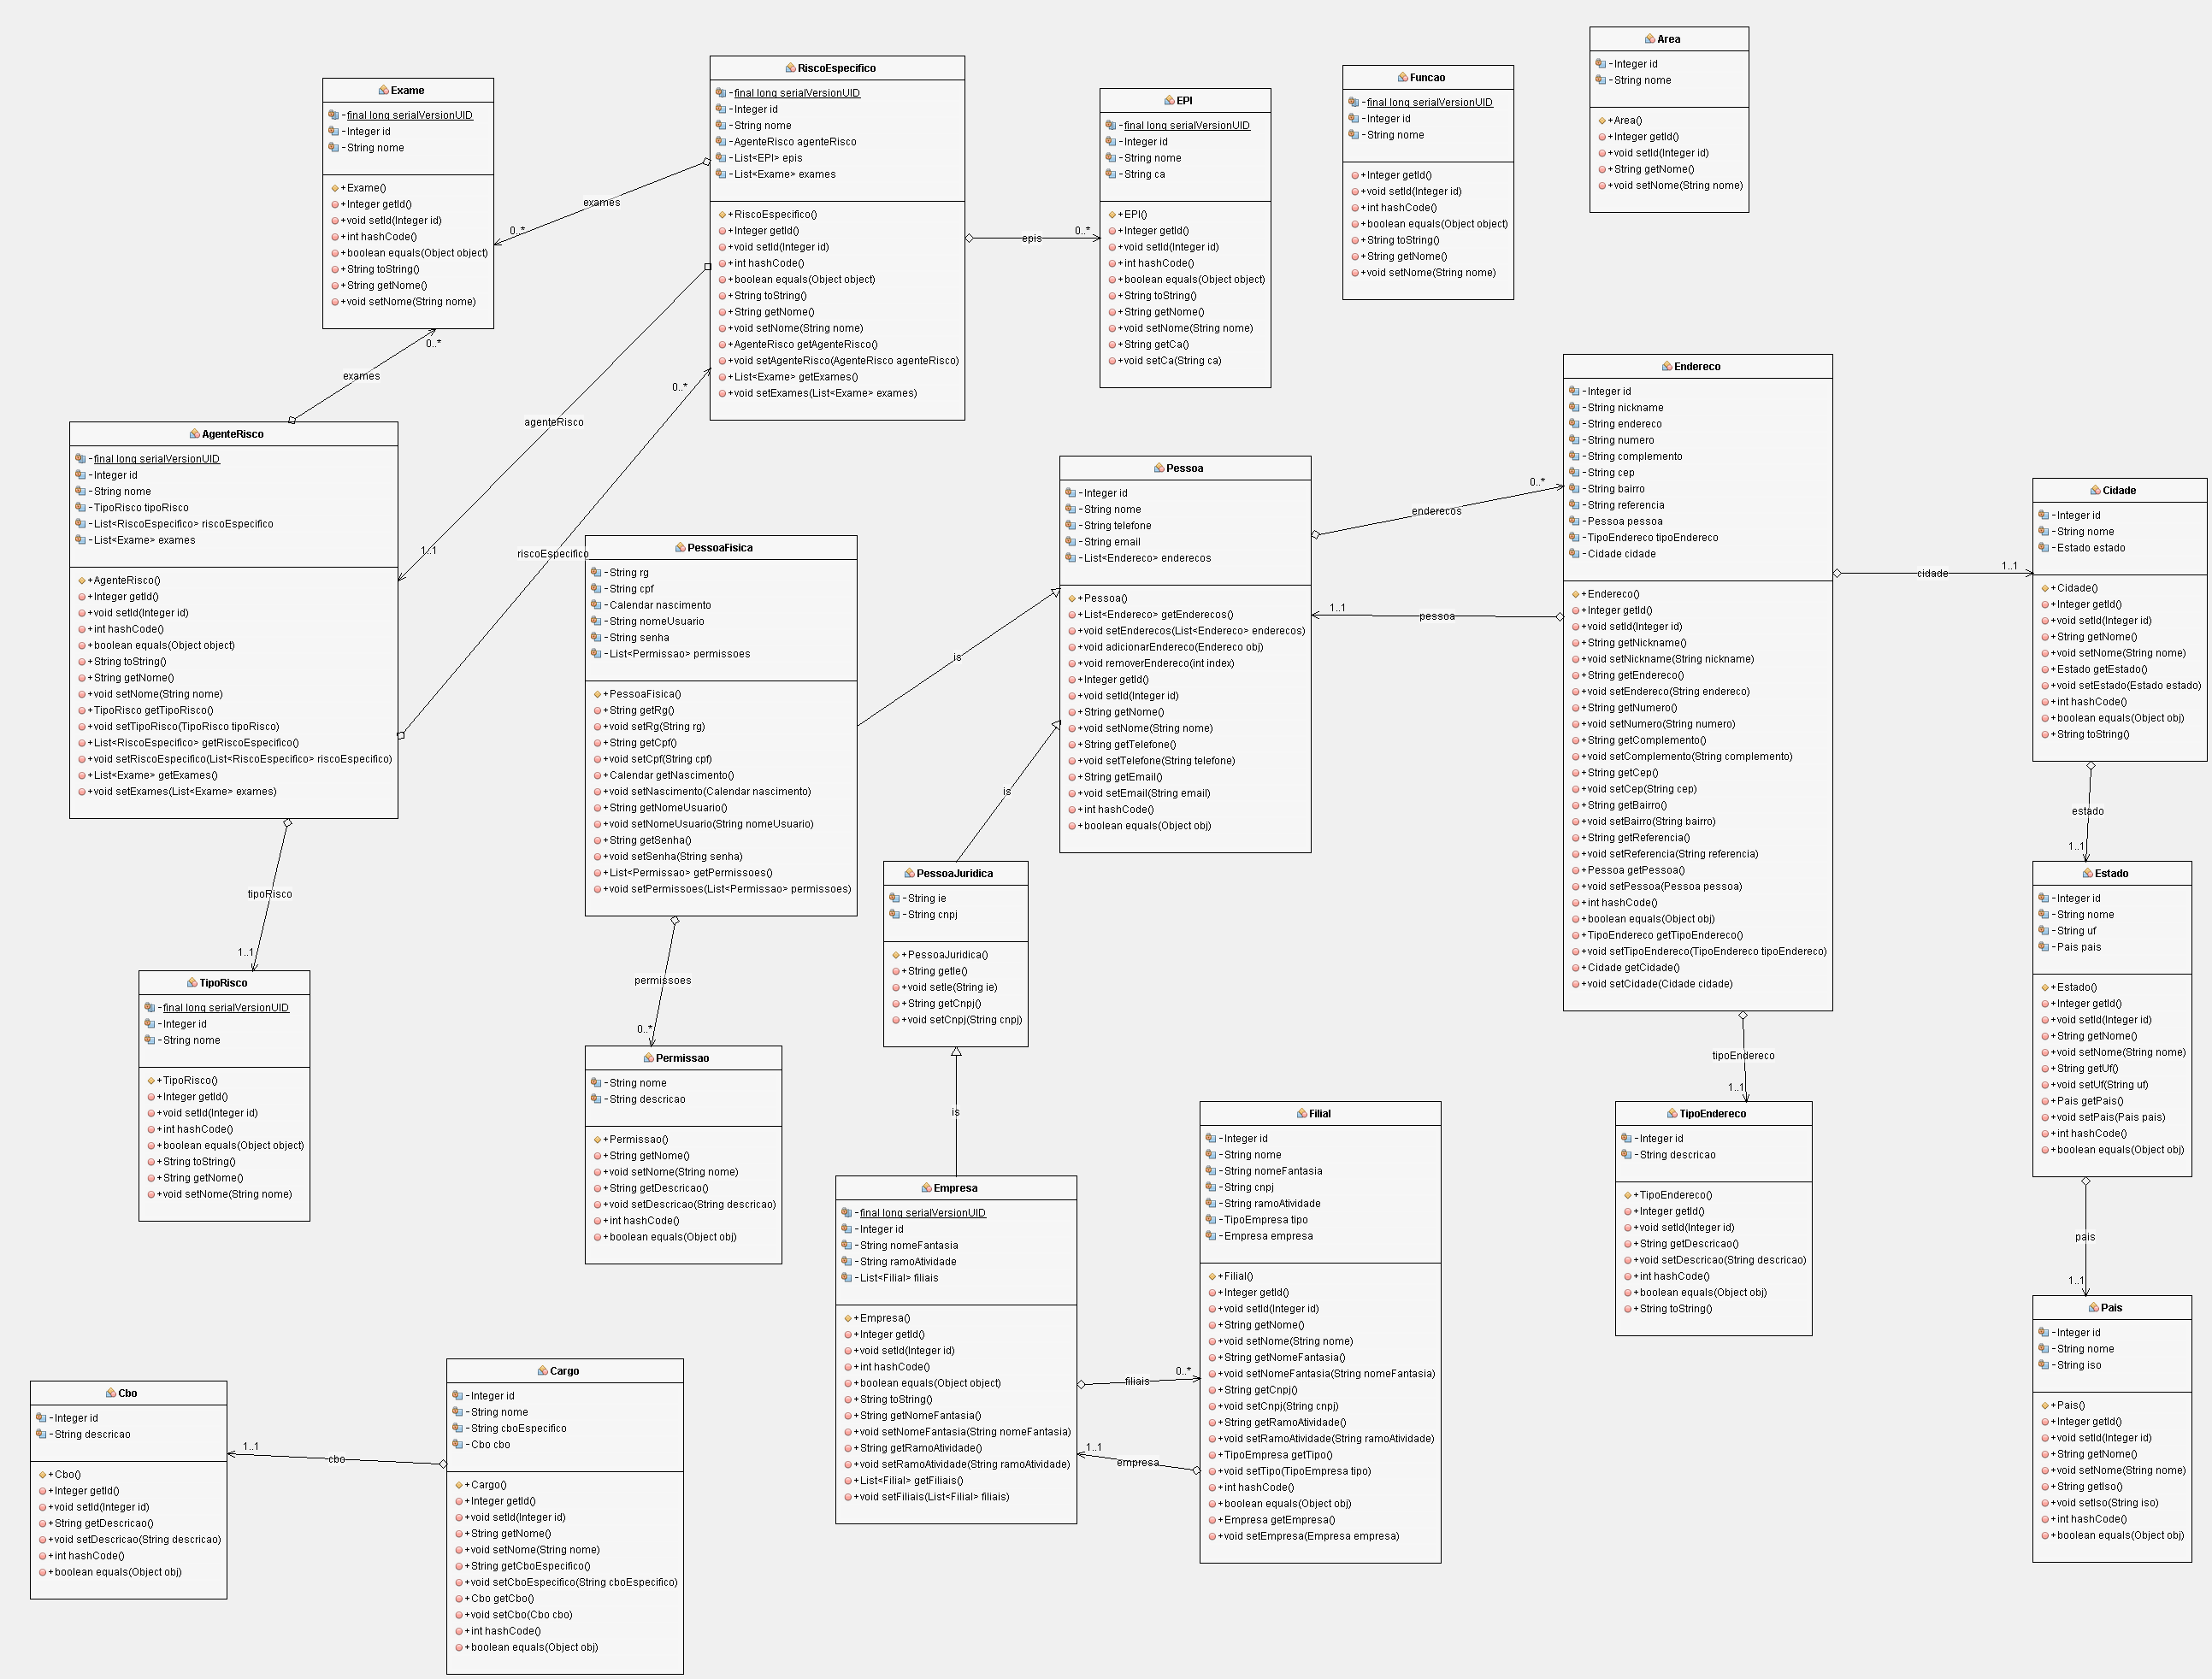 Exame
-final long serialVersionUID
-Integer id
-String nome
+Exame()
+Integer getId()
+void setId(Integer id)
+int hashCode()
+boolean equals(Object object)
+String toString()
+String getNome()
+void setNome(String nome)
RiscoEspecifico
-final long serialVersionUID
-Integer id
-String nome
-AgenteRisco agenteRisco
-List<EPI> epis
-List<Exame> exames
+RiscoEspecifico()
+Integer getId()
+void setId(Integer id)
+int hashCode()
+boolean equals(Object object)
+String toString()
+String getNome()
+void setNome(String nome)
+AgenteRisco getAgenteRisco()
+void setAgenteRisco(AgenteRisco agenteRisco)
+List<Exame> getExames()
+void setExames(List<Exame> exames)
EPI
-final long serialVersionUID
-Integer id
-String nome
-String ca
+EPI()
+Integer getId()
+void setId(Integer id)
+int hashCode()
+boolean equals(Object object)
+String toString()
+String getNome()
+void setNome(String nome)
+String getCa()
+void setCa(String ca)
Funcao
-final long serialVersionUID
-Integer id
-String nome
+Integer getId()
+void setId(Integer id)
+int hashCode()
+boolean equals(Object object)
+String toString()
+String getNome()
+void setNome(String nome)
Area
-Integer id
-String nome
+Area()
+Integer getId()
+void setId(Integer id)
+String getNome()
+void setNome(String nome)
exames
0..*
epis
0..*
exames
0..*
agenteRisco
1..1
riscoEspecifico
0..*
AgenteRisco
-final long serialVersionUID
-Integer id
-String nome
-TipoRisco tipoRisco
-List<RiscoEspecifico> riscoEspecifico
-List<Exame> exames
+AgenteRisco()
+Integer getId()
+void setId(Integer id)
+int hashCode()
+boolean equals(Object object)
+String toString()
+String getNome()
+void setNome(String nome)
+TipoRisco getTipoRisco()
+void setTipoRisco(TipoRisco tipoRisco)
+List<RiscoEspecifico> getRiscoEspecifico()
+void setRiscoEspecifico(List<RiscoEspecifico> riscoEspecifico)
+List<Exame> getExames()
+void setExames(List<Exame> exames)
PessoaFisica
-String rg
-String cpf
-Calendar nascimento
-String nomeUsuario
-String senha
-List<Permissao> permissoes
+PessoaFisica()
+String getRg()
+void setRg(String rg)
+String getCpf()
+void setCpf(String cpf)
+Calendar getNascimento()
+void setNascimento(Calendar nascimento)
+String getNomeUsuario()
+void setNomeUsuario(String nomeUsuario)
+String getSenha()
+void setSenha(String senha)
+List<Permissao> getPermissoes()
+void setPermissoes(List<Permissao> permissoes)
Pessoa
-Integer id
-String nome
-String telefone
-String email
-List<Endereco> enderecos
+Pessoa()
+List<Endereco> getEnderecos()
+void setEnderecos(List<Endereco> enderecos)
+void adicionarEndereco(Endereco obj)
+void removerEndereco(int index)
+Integer getId()
+void setId(Integer id)
+String getNome()
+void setNome(String nome)
+String getTelefone()
+void setTelefone(String telefone)
+String getEmail()
+void setEmail(String email)
+int hashCode()
+boolean equals(Object obj)
Endereco
-Integer id
-String nickname
-String endereco
-String numero
-String complemento
-String cep
-String bairro
-String referencia
-Pessoa pessoa
-TipoEndereco tipoEndereco
-Cidade cidade
+Endereco()
+Integer getId()
+void setId(Integer id)
+String getNickname()
+void setNickname(String nickname)
+String getEndereco()
+void setEndereco(String endereco)
+String getNumero()
+void setNumero(String numero)
+String getComplemento()
+void setComplemento(String complemento)
+String getCep()
+void setCep(String cep)
+String getBairro()
+void setBairro(String bairro)
+String getReferencia()
+void setReferencia(String referencia)
+Pessoa getPessoa()
+void setPessoa(Pessoa pessoa)
+int hashCode()
+boolean equals(Object obj)
+TipoEndereco getTipoEndereco()
+void setTipoEndereco(TipoEndereco tipoEndereco)
+Cidade getCidade()
+void setCidade(Cidade cidade)
Cidade
-Integer id
-String nome
-Estado estado
+Cidade()
+Integer getId()
+void setId(Integer id)
+String getNome()
+void setNome(String nome)
+Estado getEstado()
+void setEstado(Estado estado)
+int hashCode()
+boolean equals(Object obj)
+String toString()
enderecos
0..*
pessoa
1..1
cidade
1..1
is
is
estado
1..1
tipoRisco
1..1
permissoes
0..*
tipoEndereco
1..1
TipoRisco
-final long serialVersionUID
-Integer id
-String nome
+TipoRisco()
+Integer getId()
+void setId(Integer id)
+int hashCode()
+boolean equals(Object object)
+String toString()
+String getNome()
+void setNome(String nome)
Permissao
-String nome
-String descricao
+Permissao()
+String getNome()
+void setNome(String nome)
+String getDescricao()
+void setDescricao(String descricao)
+int hashCode()
+boolean equals(Object obj)
PessoaJuridica
-String ie
-String cnpj
+PessoaJuridica()
+String getIe()
+void setIe(String ie)
+String getCnpj()
+void setCnpj(String cnpj)
is
Estado
-Integer id
-String nome
-String uf
-Pais pais
+Estado()
+Integer getId()
+void setId(Integer id)
+String getNome()
+void setNome(String nome)
+String getUf()
+void setUf(String uf)
+Pais getPais()
+void setPais(Pais pais)
+int hashCode()
+boolean equals(Object obj)
pais
1..1
Empresa
-final long serialVersionUID
-Integer id
-String nomeFantasia
-String ramoAtividade
-List<Filial> filiais
+Empresa()
+Integer getId()
+void setId(Integer id)
+int hashCode()
+boolean equals(Object object)
+String toString()
+String getNomeFantasia()
+void setNomeFantasia(String nomeFantasia)
+String getRamoAtividade()
+void setRamoAtividade(String ramoAtividade)
+List<Filial> getFiliais()
+void setFiliais(List<Filial> filiais)
filiais
0..*
empresa
1..1
Filial
-Integer id
-String nome
-String nomeFantasia
-String cnpj
-String ramoAtividade
-TipoEmpresa tipo
-Empresa empresa
+Filial()
+Integer getId()
+void setId(Integer id)
+String getNome()
+void setNome(String nome)
+String getNomeFantasia()
+void setNomeFantasia(String nomeFantasia)
+String getCnpj()
+void setCnpj(String cnpj)
+String getRamoAtividade()
+void setRamoAtividade(String ramoAtividade)
+TipoEmpresa getTipo()
+void setTipo(TipoEmpresa tipo)
+int hashCode()
+boolean equals(Object obj)
+Empresa getEmpresa()
+void setEmpresa(Empresa empresa)
TipoEndereco
-Integer id
-String descricao
+TipoEndereco()
+Integer getId()
+void setId(Integer id)
+String getDescricao()
+void setDescricao(String descricao)
+int hashCode()
+boolean equals(Object obj)
+String toString()
Pais
-Integer id
-String nome
-String iso
+Pais()
+Integer getId()
+void setId(Integer id)
+String getNome()
+void setNome(String nome)
+String getIso()
+void setIso(String iso)
+int hashCode()
+boolean equals(Object obj)
Cbo
-Integer id
-String descricao
+Cbo()
+Integer getId()
+void setId(Integer id)
+String getDescricao()
+void setDescricao(String descricao)
+int hashCode()
+boolean equals(Object obj)
cbo
1..1
Cargo
-Integer id
-String nome
-String cboEspecifico
-Cbo cbo
+Cargo()
+Integer getId()
+void setId(Integer id)
+String getNome()
+void setNome(String nome)
+String getCboEspecifico()
+void setCboEspecifico(String cboEspecifico)
+Cbo getCbo()
+void setCbo(Cbo cbo)
+int hashCode()
+boolean equals(Object obj)